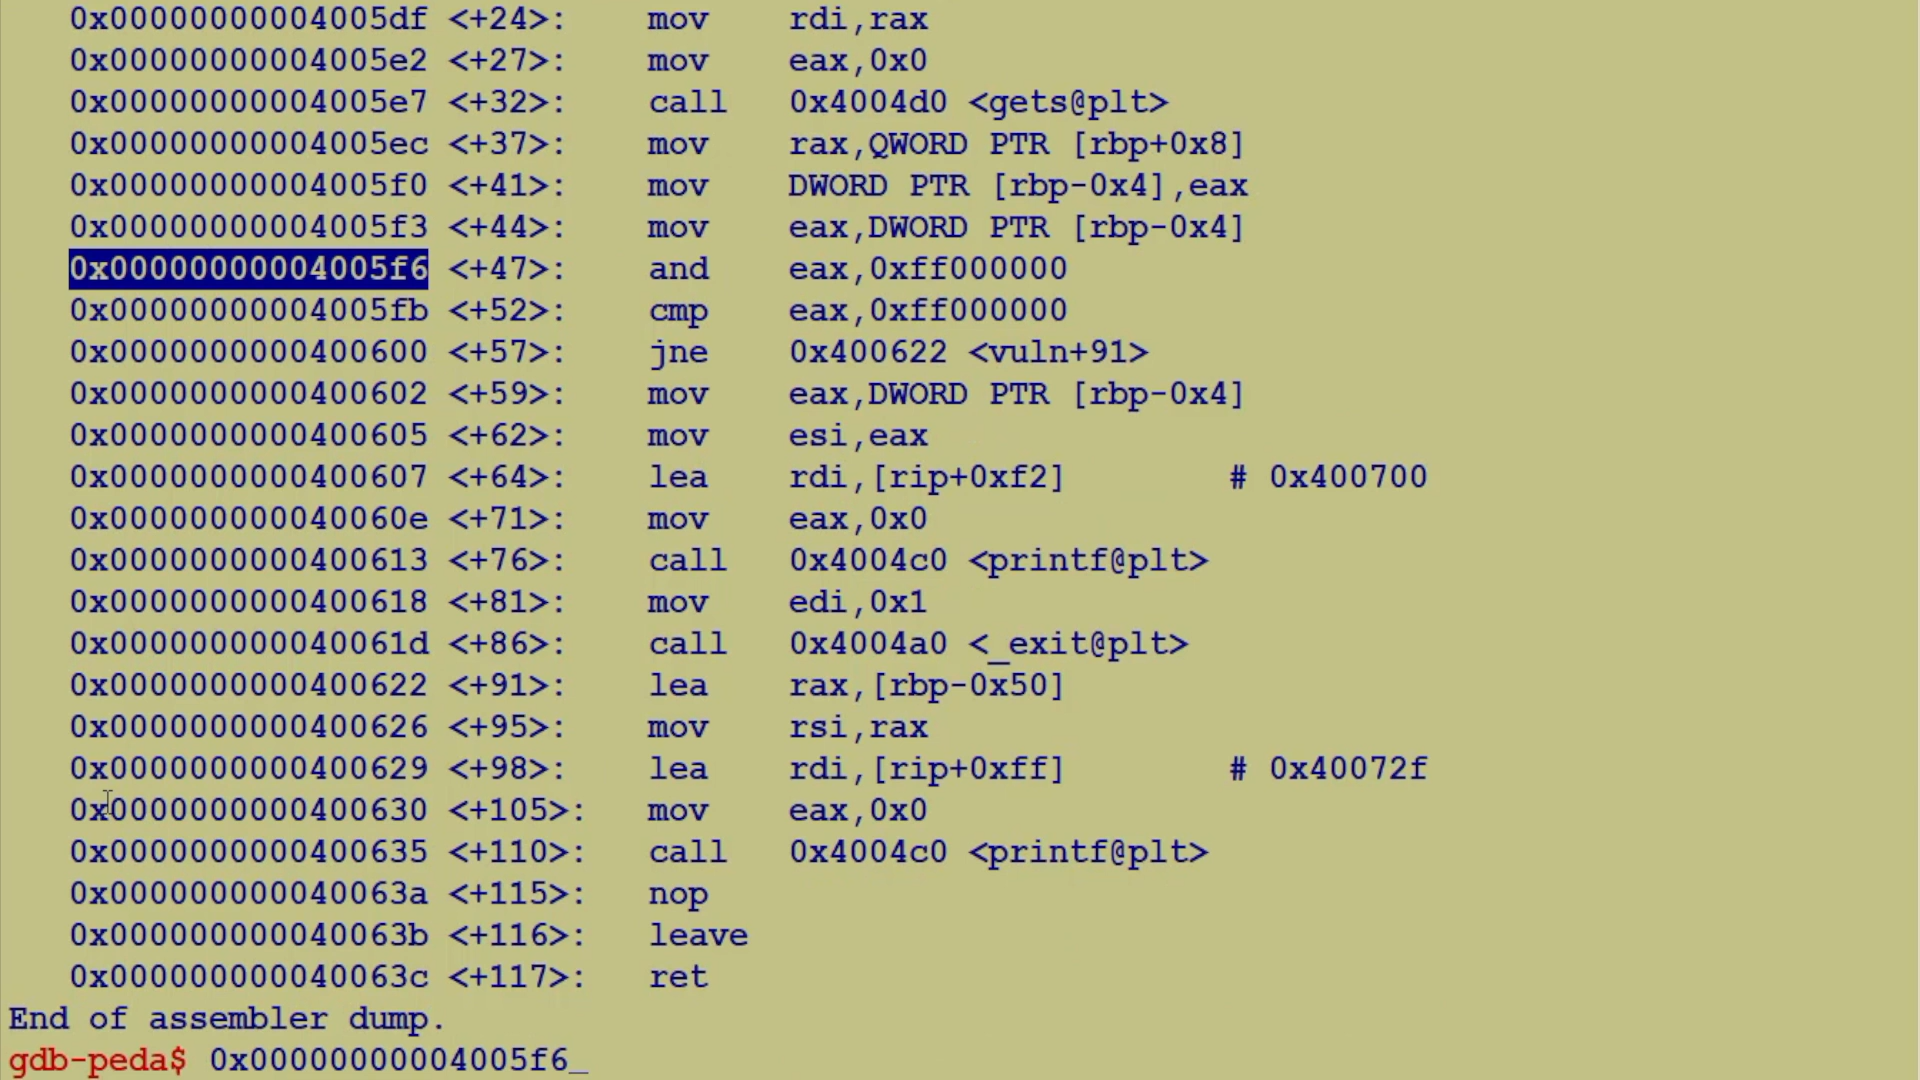 0x00000000004005df <+24>: mov rdi,rax
0x00000000004005e2 <+27>: mov eax,0x0
0x00000000004005e7 <+32>: call 0x4004d0 <gets@plt>
0x00000000004005ec <+37>: mov rax,QWORD PTR [rbp+0x8]
0x00000000004005f0 <+41>: mov DWORD PTR [rbp-0x4],eax
0x00000000004005f3 <+44>: mov eax,DWORD PTR [rbp-0x4]
0x00000000004005f6 <+47>: and eax,0xff000000
0x00000000004005fb <+52>: cmp eax,0xff000000
0x0000000000400600 <+57>: jne 0x400622 <vuln+91>
0x0000000000400602 <+59>: mov eax,DWORD PTR [rbp-0x4]
0x0000000000400605 <+62>: mov esi,eax
0x0000000000400607 <+64>: lea rdi,[rip+0xf2] # 0x400700
0x000000000040060e <+71>: mov eax,0x0
0x0000000000400613 <+76>: call 0x4004c0 <printf@plt>
0x0000000000400618 <+81>: mov edi,0x1
0x000000000040061d <+86>: call 0x4004a0 <_exit@plt>
0x0000000000400622 <+91>: lea rax,[rbp-0x50]
0x0000000000400626 <+95>: mov rsi,rax
0x0000000000400629 <+98>: lea rdi,[rip+0xff] # 0x40072f
0x0000000000400630 <+105>: mov eax,0x0
0x0000000000400635 <+110>: call 0x4004c0 <printf@plt>
0x000000000040063a <+115>: nop
0x000000000040063b <+116>: leave
0x000000000040063c <+117>: ret
End of assembler dump.
gdb-peda$ 0x00000000004005f6_